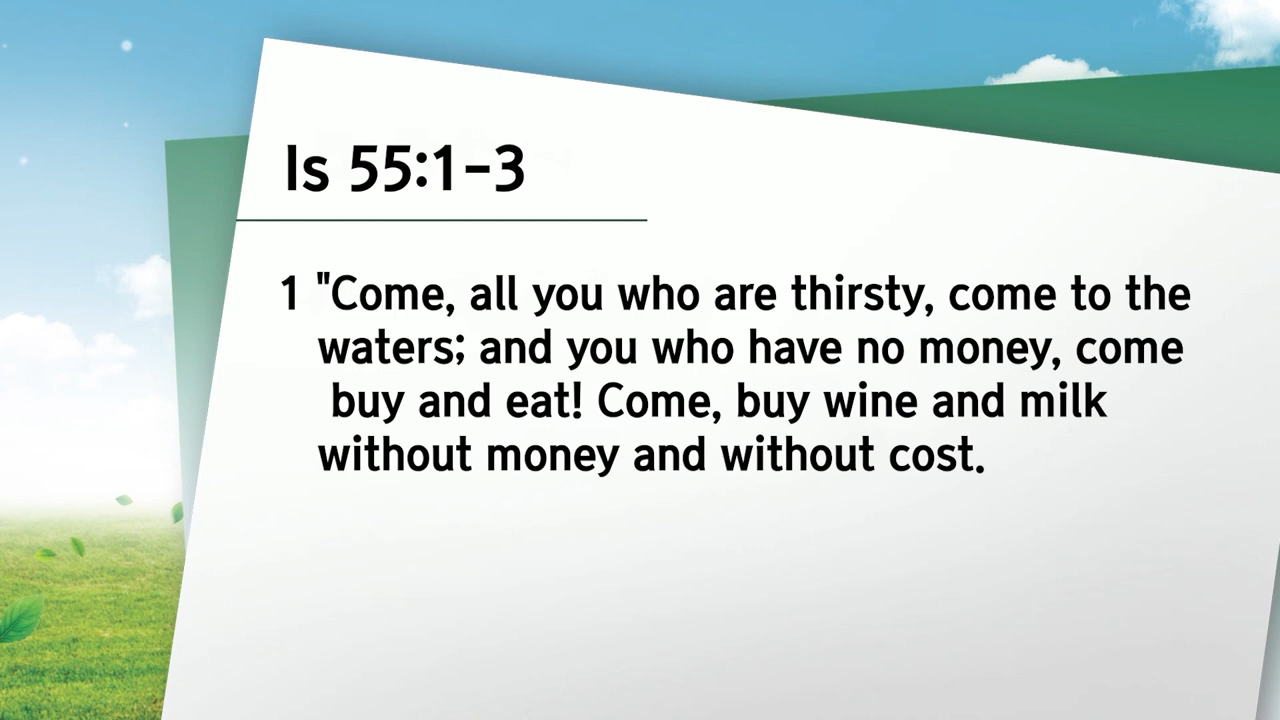 Is 55:1-3
1 "Come, all you who are thirsty, come to the
waters; and you who have no money, come
buy and eat! Come, buy wine and milk
without money and without cost.